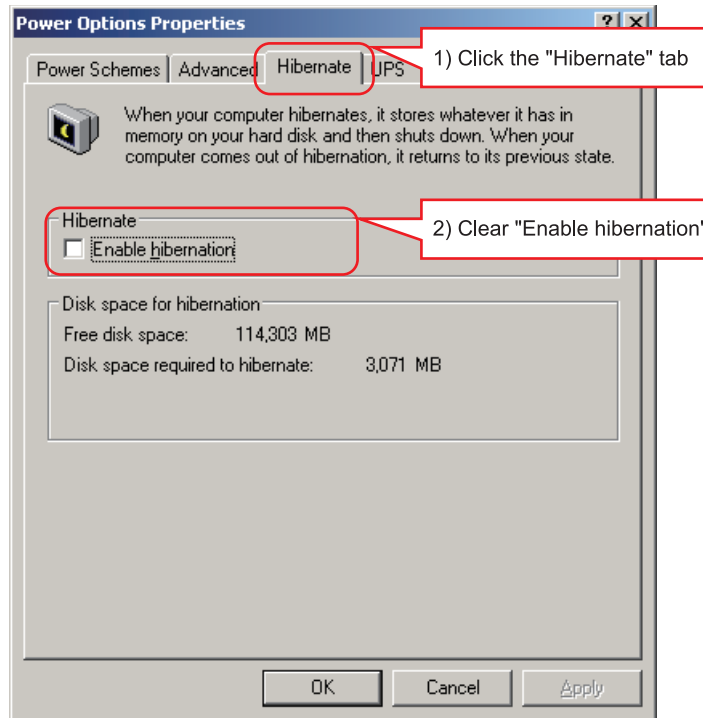 Power Options Properties
1) Click the "Hibernate" tab
Power Schemes
Advanced
Hibernate
UPS
When your computer hibernates, it stores whatever it has in
memory on your hard disk and then shuts down. When your
computer comes out of hibernation, it returns to its previous state.
Hibernate
2) Clear "Enable hibernation"
Enable hibernation
Disk space for hibernation
Free disk space: 114,303 MB
Disk space required to hibernate: 3,071 MB
OK
Cancel
Apply